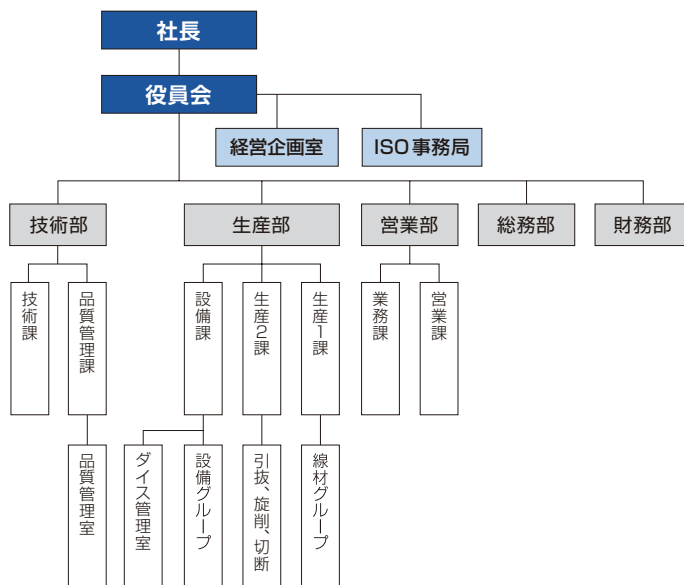 社長
役員会
経営企画室
ISO事務局
技術部
生産部
営業部
総務部
財務部
技術課
品質管理課
設備課
生産2課
生産1課
業務課
営業課
品質管理室
ダイス管理室
設備グループ
引抜、旋削、切断
線材グループ